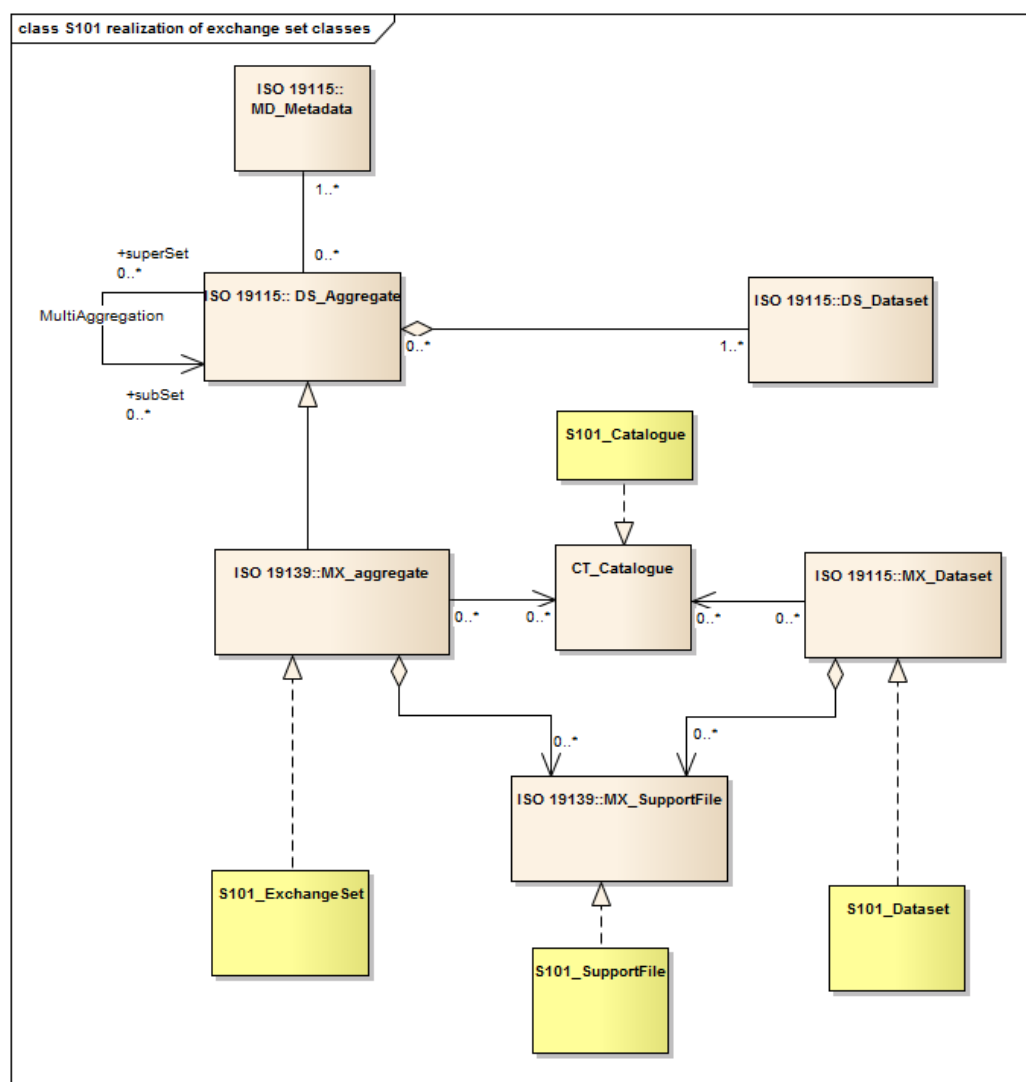 class S101 realization of exchange set classes
ISO 19115::
MD_Metadata
1..*
+superSet
0..*
0..*
ISO 19115:: DS_Aggregate
ISO 19115::DS_Dataset
MultiAggregation
0..*
1..*
+subSet
0..*
S101_Catalogue
ISO 19139::MX_aggregate
CT_Catalogue
ISO 19115::MX_Dataset
0..*
0..*
0..*
0..*
0..*
0..*
ISO 19139::MX_SupportFile
S101_ExchangeSet
S101_Dataset
S101_SupportFile